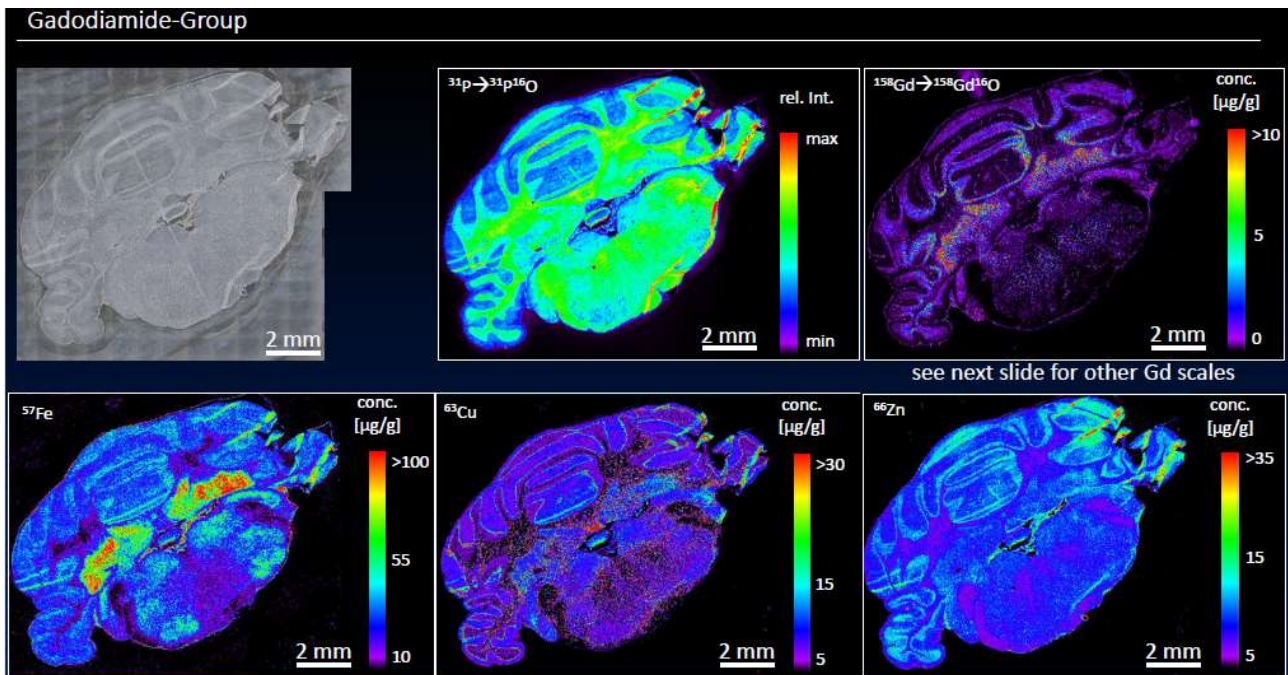 Gadodiamide-Group
2 mm
³¹P→³¹P¹⁶O
rel. Int.
max
min
2 mm
¹⁵⁸Gd→¹⁵⁸Gd¹⁶O
conc.
[µg/g]
>10
5
0
2 mm
see next slide for other Gd scales
⁵⁷Fe
conc.
[µg/g]
>100
55
10
2 mm
⁶³Cu
conc.
[µg/g]
>30
15
5
2 mm
⁶⁶Zn
conc.
[µg/g]
>35
15
5
2 mm